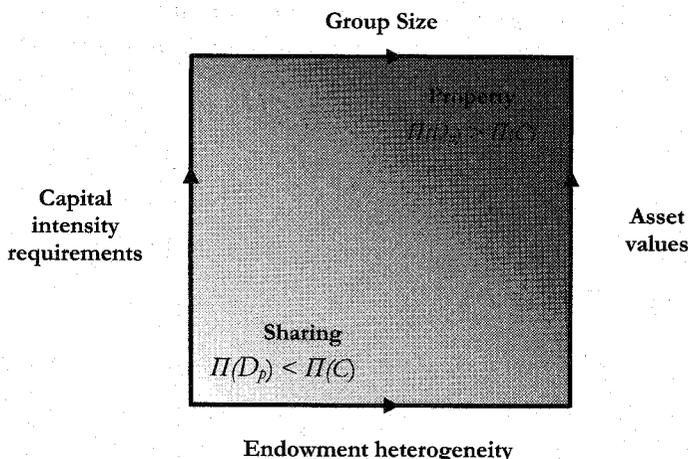 Group Size
Property
Π(D_p) > Π(C)
Capital
intensity
requirements
Asset
values
Sharing
Π(D_p) < Π(C)
Endowment heterogeneity